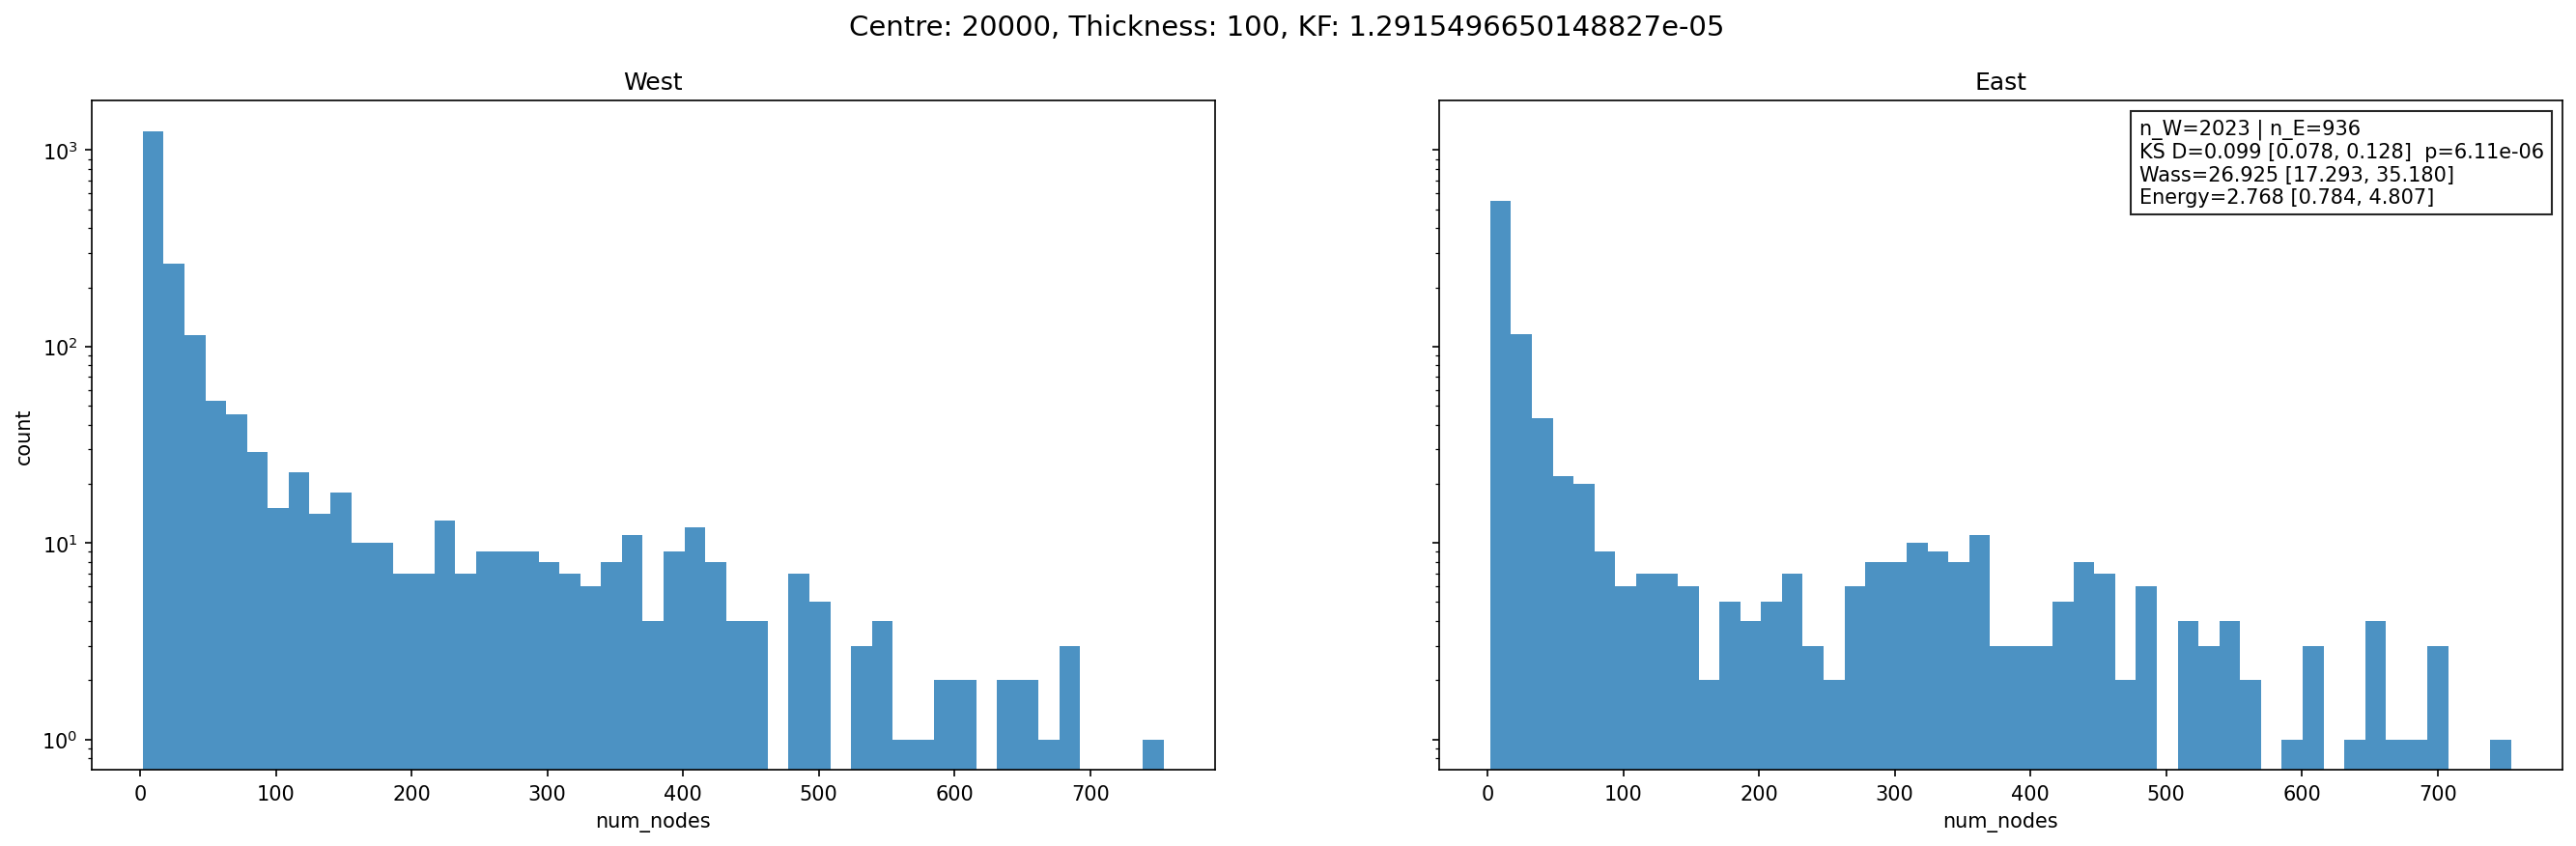 Centre: 20000, Thickness: 100, KF: 1.2915496650148827e-05
West
10³
10²
10¹
10⁰
count
0 100 200 300 400 500 600 700
num_nodes
East
n_W=2023 | n_E=936
KS D=0.099 [0.078, 0.128]  p=6.11e-06
Wass=26.925 [17.293, 35.180]
Energy=2.768 [0.784, 4.807]
0 100 200 300 400 500 600 700
num_nodes